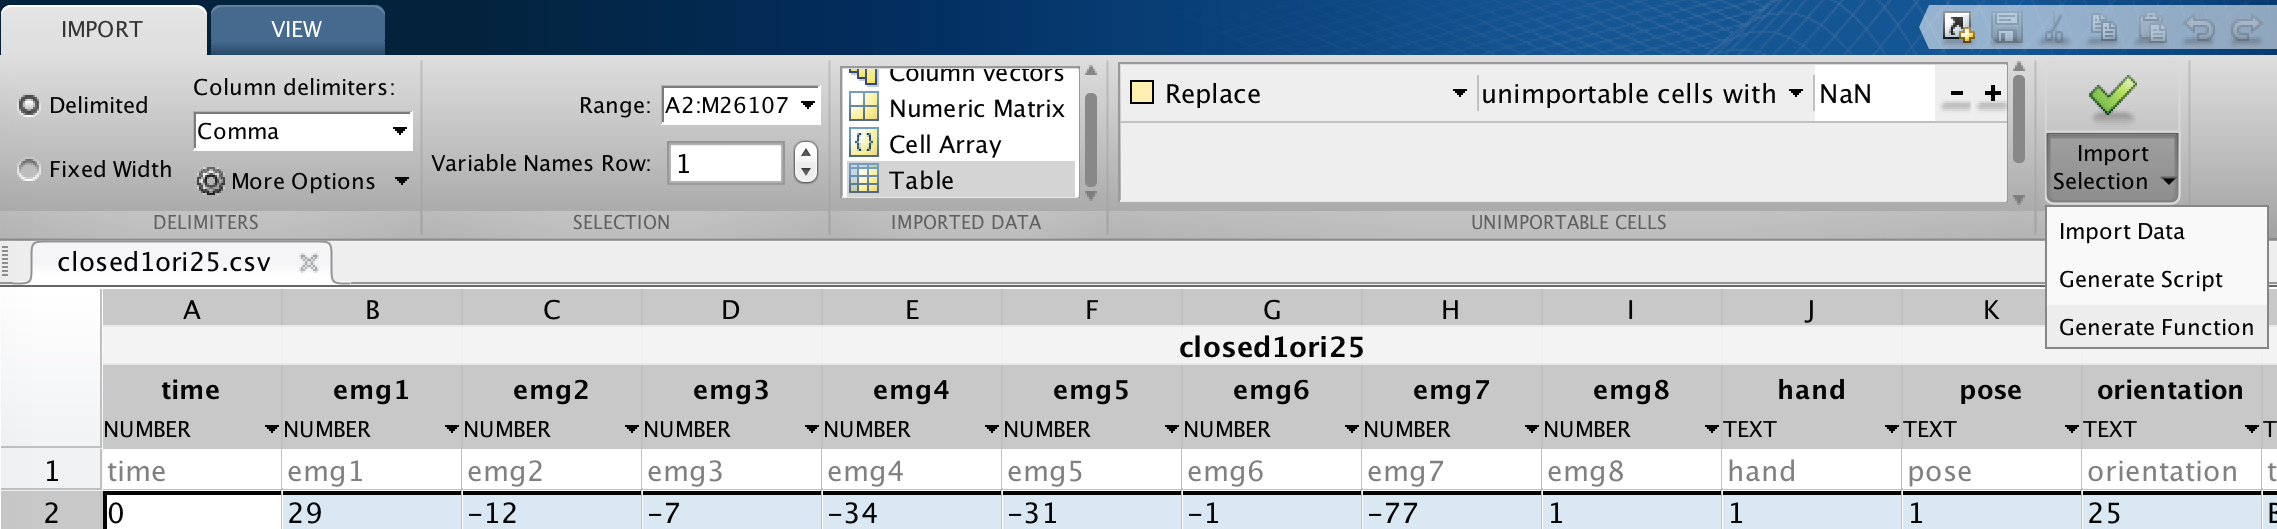 IMPORT VIEW
Delimited Column delimiters:
Comma
Fixed Width More Options
DELIMITERS
Range: A2:M26107
Variable Names Row: 1
SELECTION
Column vectors
Numeric Matrix
Cell Array
Table
IMPORTED DATA
Replace unimportable cells with NaN - +
UNIMPORTABLE CELLS
Import
Selection
Import Data
Generate Script
Generate Function
closed1ori25.csv
A B C D E F G H I J K
closed1ori25
time emg1 emg2 emg3 emg4 emg5 emg6 emg7 emg8 hand pose orientation
NUMBER NUMBER NUMBER NUMBER NUMBER NUMBER NUMBER NUMBER NUMBER TEXT TEXT TEXT
1 time emg1 emg2 emg3 emg4 emg5 emg6 emg7 emg8 hand pose orientation
2 0 29 -12 -7 -34 -31 -1 -77 1 1 1 25